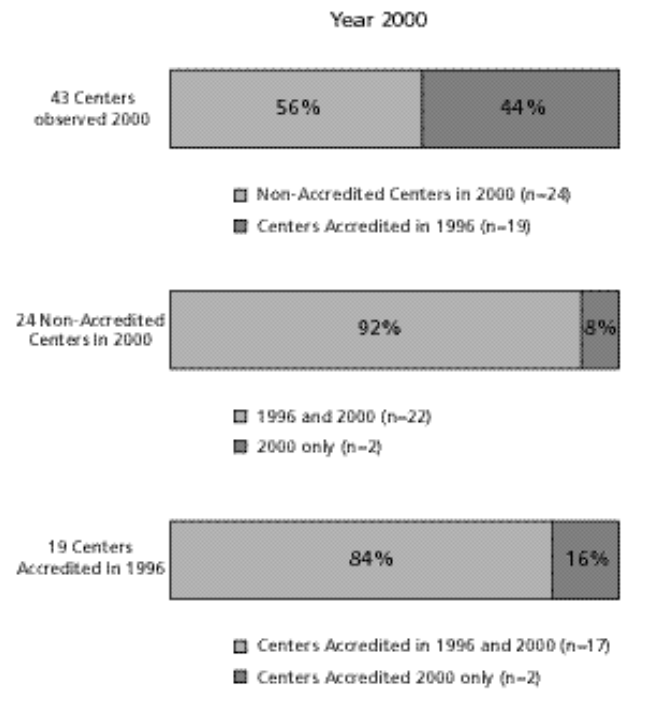 Year 2000
43 Centers
observed 2000
56%
44%
Non-Accredited Centers in 2000 (n=24)
Centers Accredited in 1996 (n=19)
24 Non-Accredited
Centers In 2000
92%
8%
1996 and 2000 (n=22)
2000 only (n=2)
19 Centers
Accredited In 1996
84%
16%
Centers Accredited in 1996 and 2000 (n=17)
Centers Accredited 2000 only (n=2)